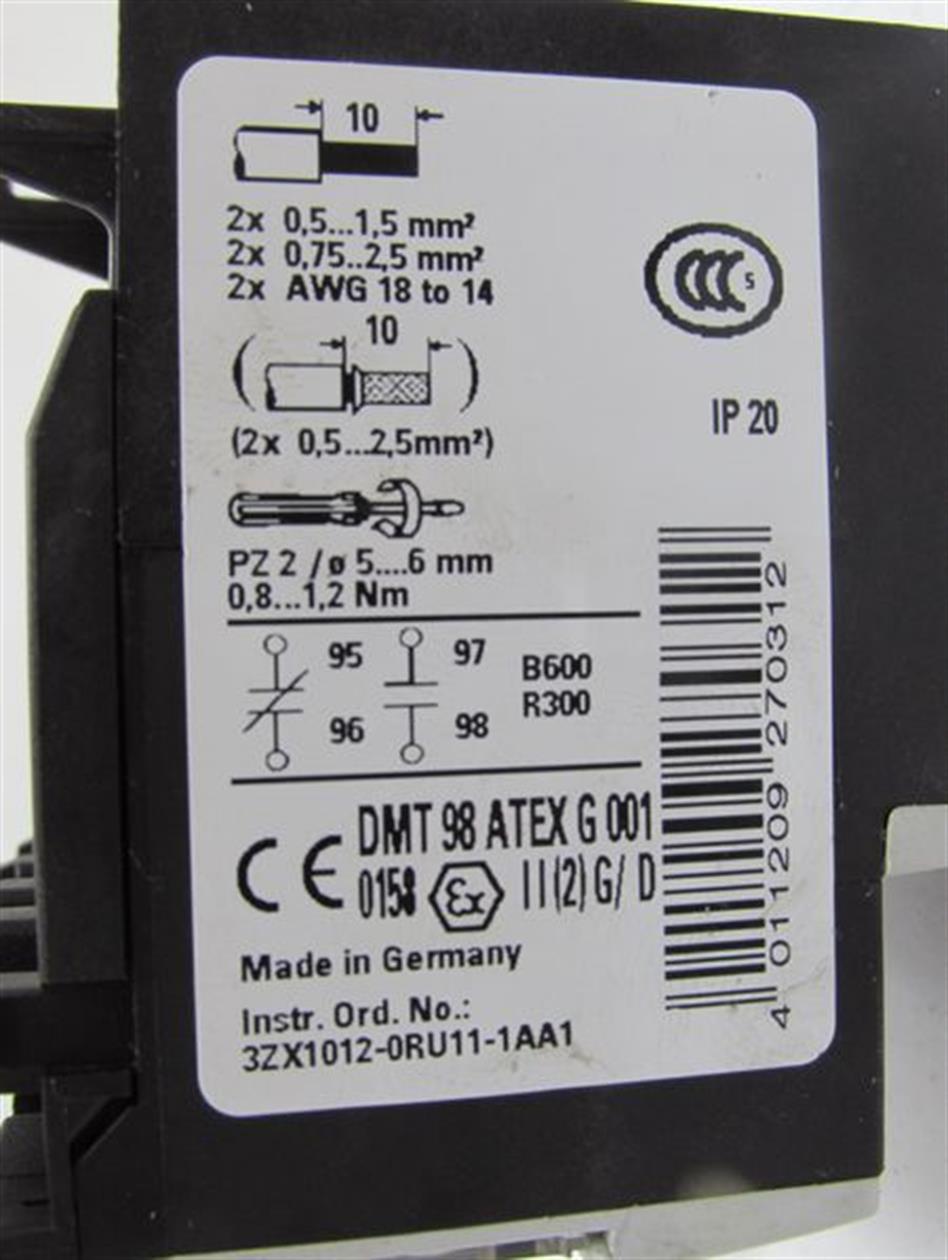 10
2x 0,5...1,5 mm²
2x 0,75..2,5 mm²
2x AWG 18 to 14
10
(2x 0,5...2,5mm²)
PZ 2 / ø 5....6 mm
0,8...1,2 Nm
95 97
96 98
B600
R300
CCC S
IP 20
4 011209 270312
CE
DMT 98 ATEX G 001
0158 Ex II(2) G/ D
Made in Germany
Instr. Ord. No.:
3ZX1012-0RU11-1AA1